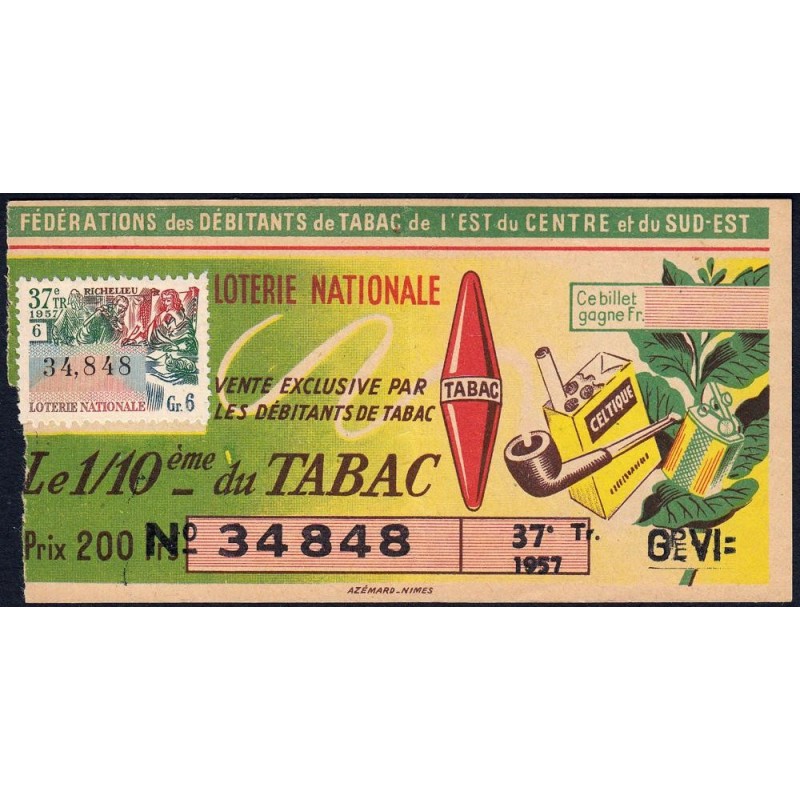 FÉDÉRATIONS des DÉBITANTS de TABAC de L'EST du CENTRE et du SUD-EST
37e TR
1957
6
RICHELIEU
34,848
LOTERIE NATIONALE
Gr. 6
LOTERIE NATIONALE
VENTE EXCLUSIVE PAR
LES DÉBITANTS DE TABAC
TABAC
Ce billet
gagne Fr.
CELTIQUE
Le 1/10 ème du TABAC
Prix 200
No 34848
37e Tr.
1957
GPE VI=
AZÉMARD-NIMES